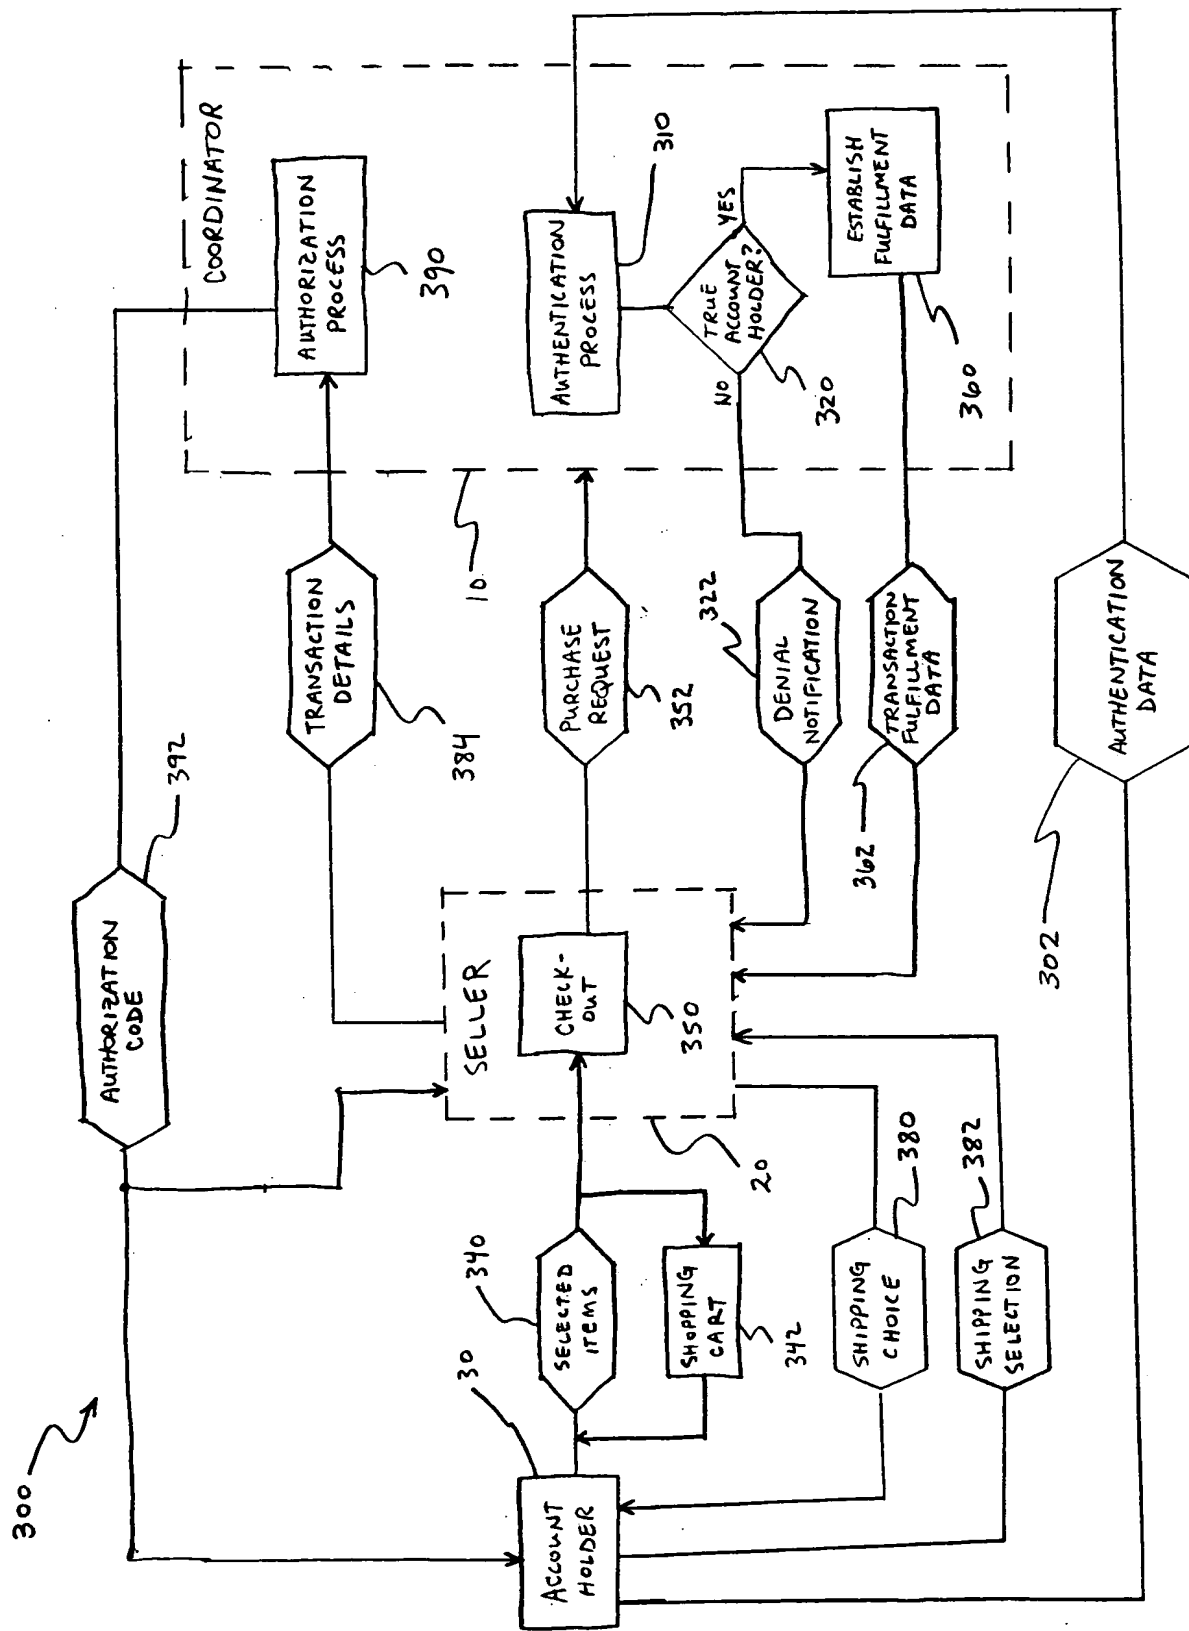 300
AUTHORIZATION
CODE
392
COORDINATOR
AUTHORIZATION
PROCESS
390
TRANSACTION
DETAILS
384
10
SELLER
CHECK-
OUT
350
20
PURCHASE
REQUEST
352
AUTHENTICATION
PROCESS
310
TRUE
ACCOUNT
HOLDER?
320
YES
NO
ESTABLISH
FULFILLMENT
DATA
360
DENIAL
NOTIFICATION
322
TRANSACTION
FULFILLMENT
DATA
362
ACCOUNT
HOLDER
30
SELECTED
ITEMS
340
SHOPPING
CART
342
SHIPPING
CHOICE
380
SHIPPING
SELECTION
382
AUTHENTICATION
DATA
302